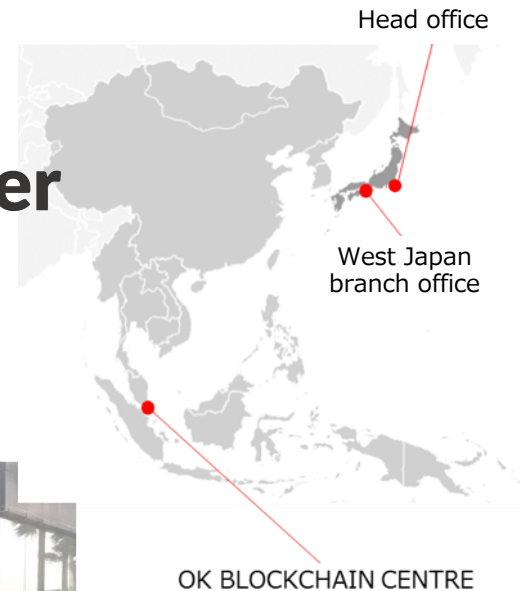 Head office
er
West Japan
branch office
OK BLOCKCHAIN CENTRE